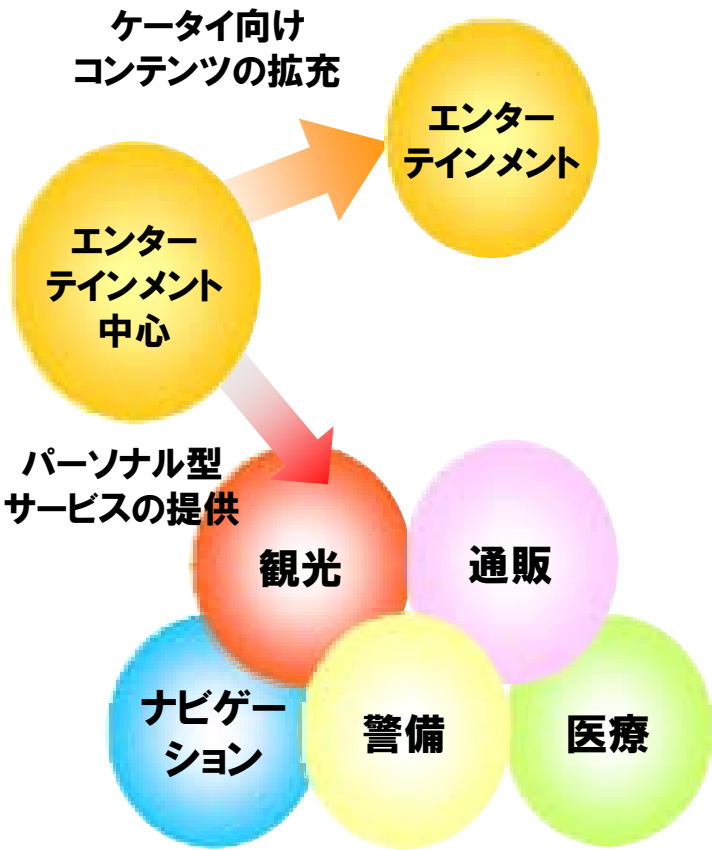 ケータイ向け
コンテンツの拡充
エンター
テインメント
エンター
テインメント
中心
パーソナル型
サービスの提供
観光
通販
ナビゲー
ション
警備
医療